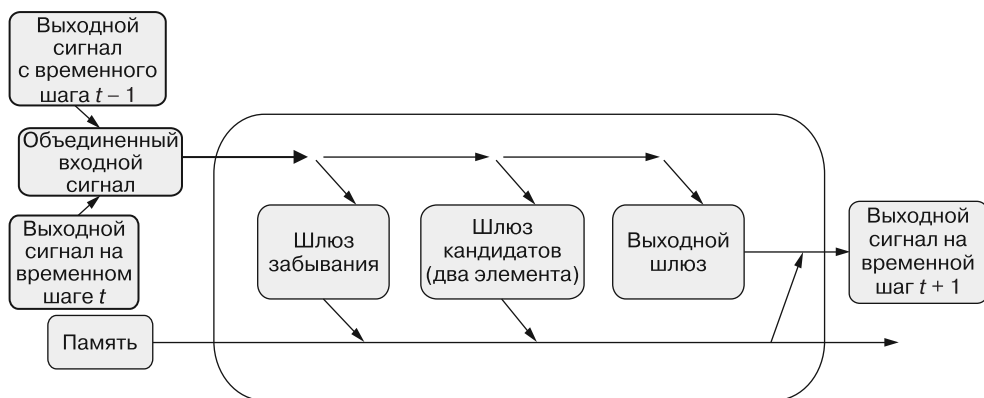 Выходной
сигнал
с временного
шага t – 1
Объединенный
входной
сигнал
Выходной
сигнал на
временном
шаге t
Память
Шлюз
забывания
Шлюз
кандидатов
(два элемента)
Выходной
шлюз
Выходной
сигнал на
временной
шаг t + 1